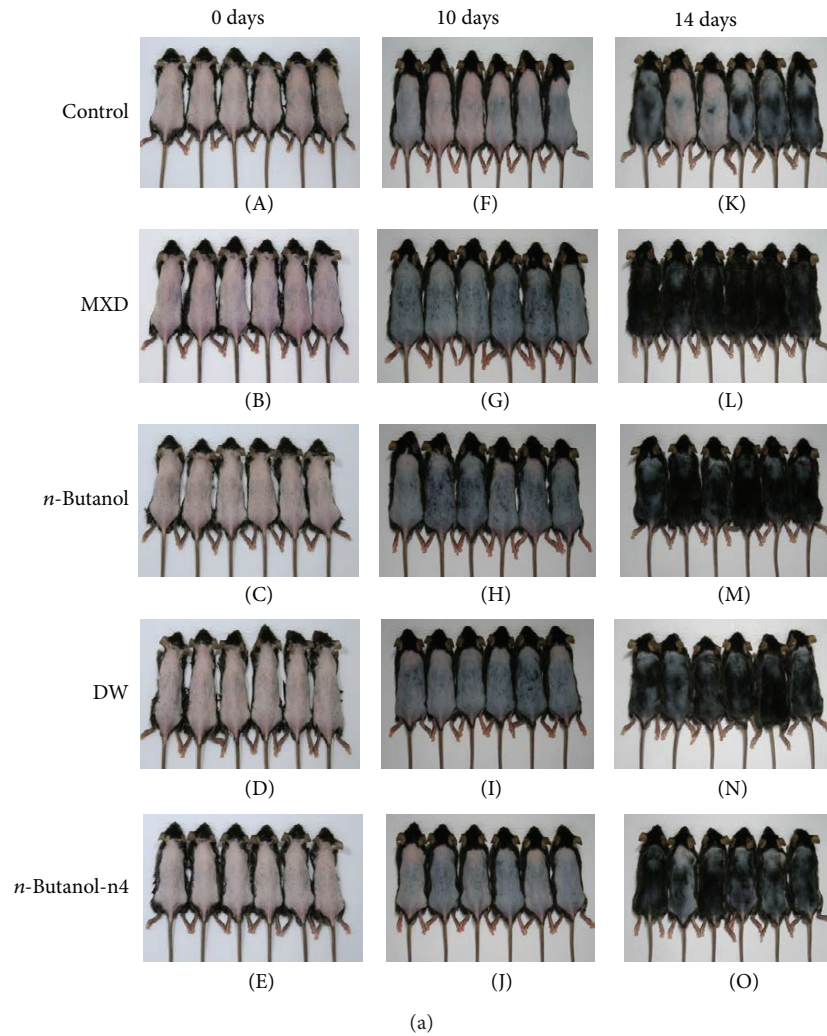 0 days 10 days 14 days
Control
(A) (F) (K)
MXD
(B) (G) (L)
n-Butanol
(C) (H) (M)
DW
(D) (I) (N)
n-Butanol-n4
(E) (J) (O)
(a)